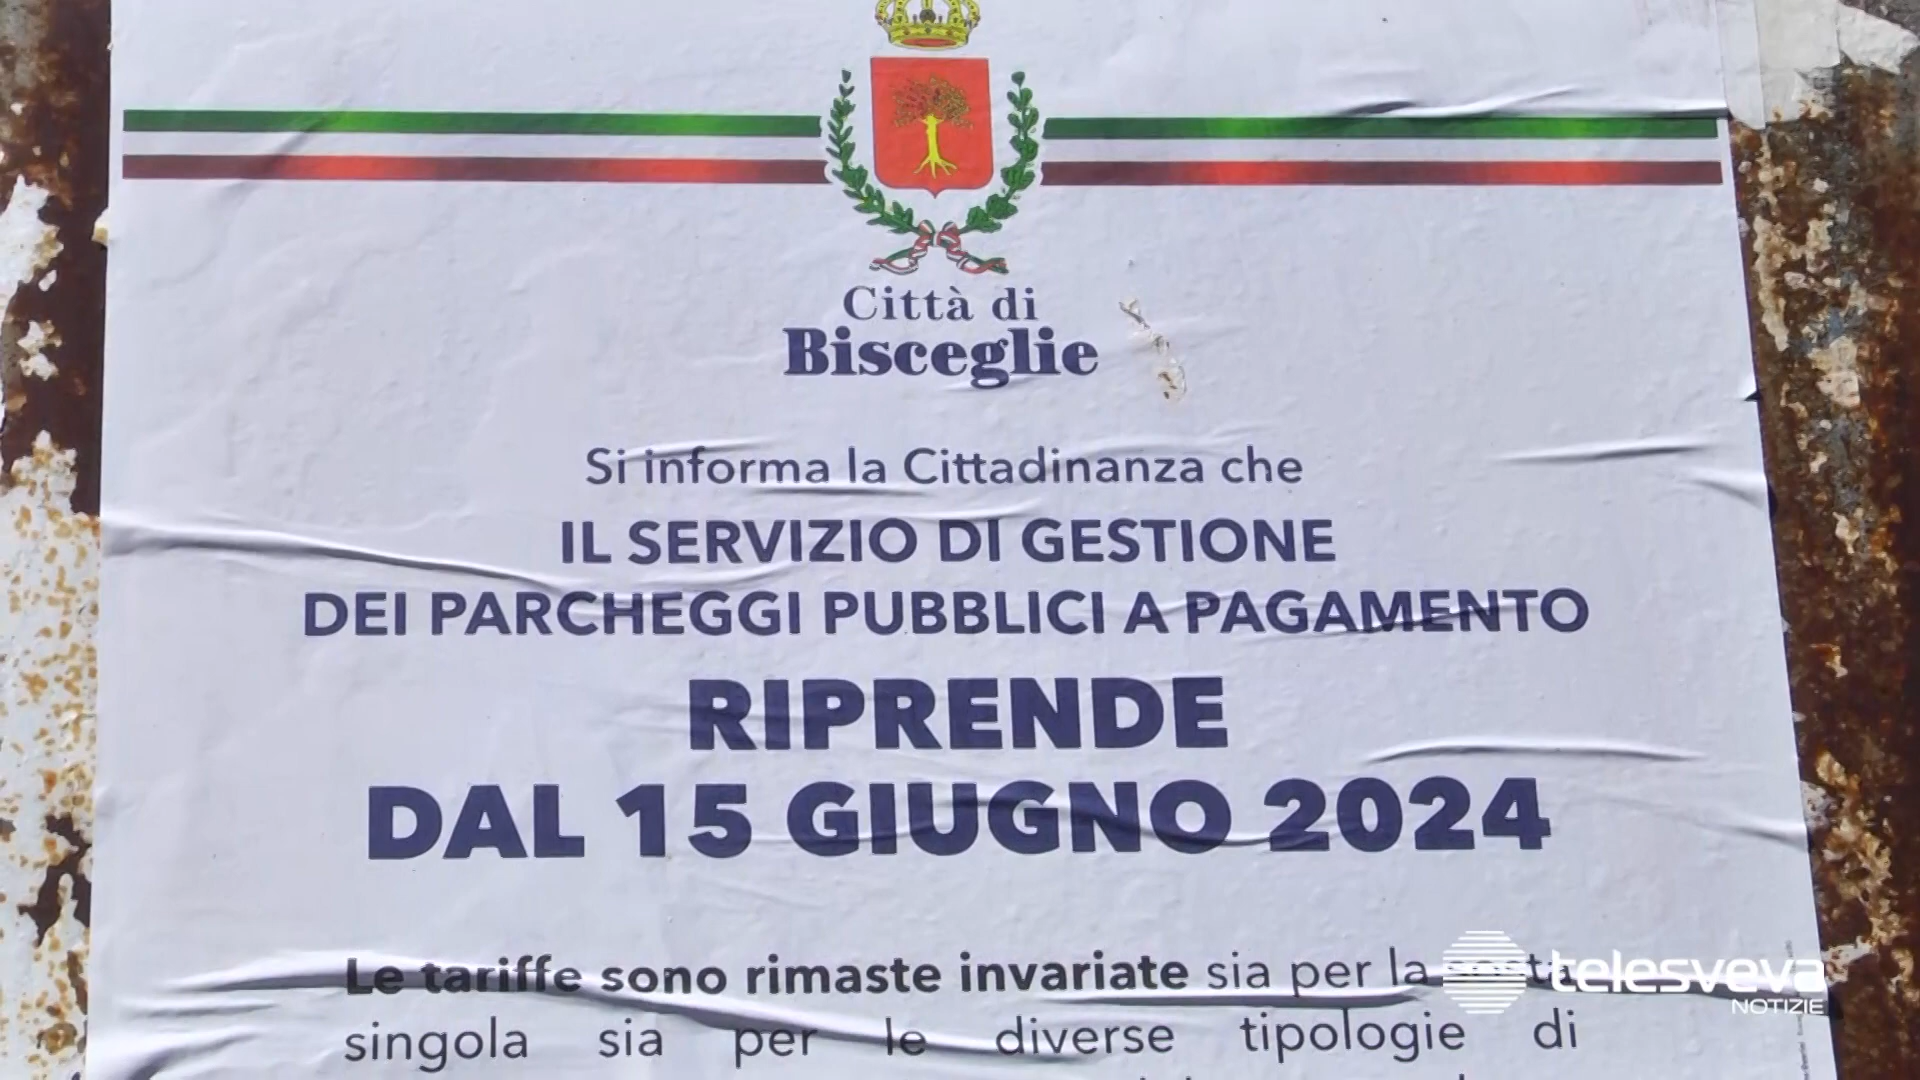 Città di
Bisceglie
Si informa la Cittadinanza che
IL SERVIZIO DI GESTIONE
DEI PARCHEGGI PUBBLICI A PAGAMENTO
RIPRENDE
DAL 15 GIUGNO 2024
Le tariffe sono rimaste invariate sia per la sosta
singola sia per le diverse tipologie di
telesveva
NOTIZIE